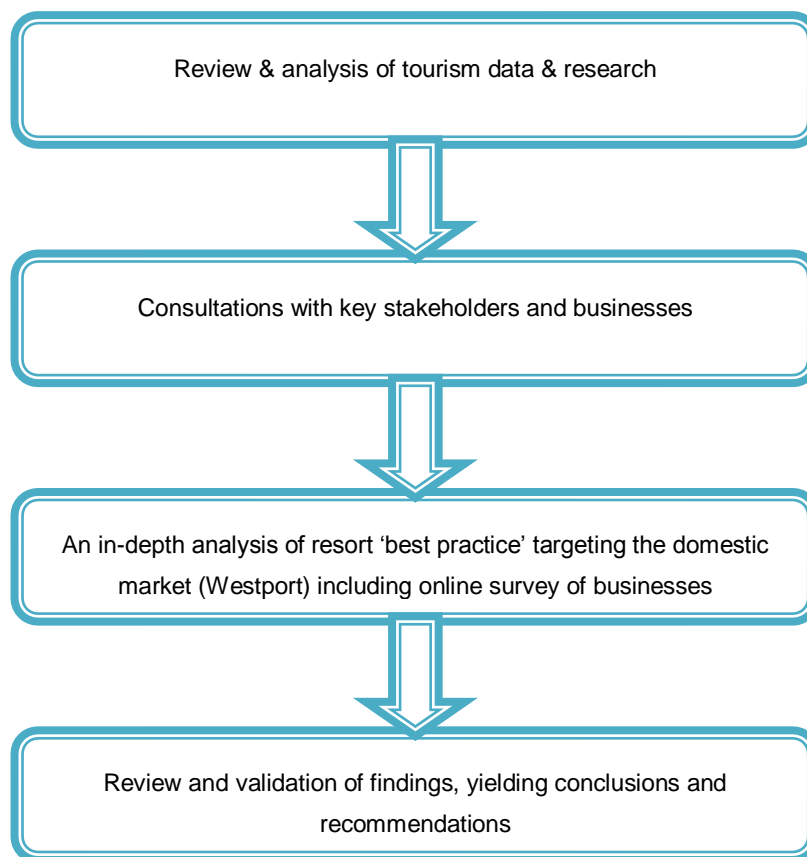 Review & analysis of tourism data & research
Consultations with key stakeholders and businesses
An in-depth analysis of resort ‘best practice’ targeting the domestic
market (Westport) including online survey of businesses
Review and validation of findings, yielding conclusions and
recommendations